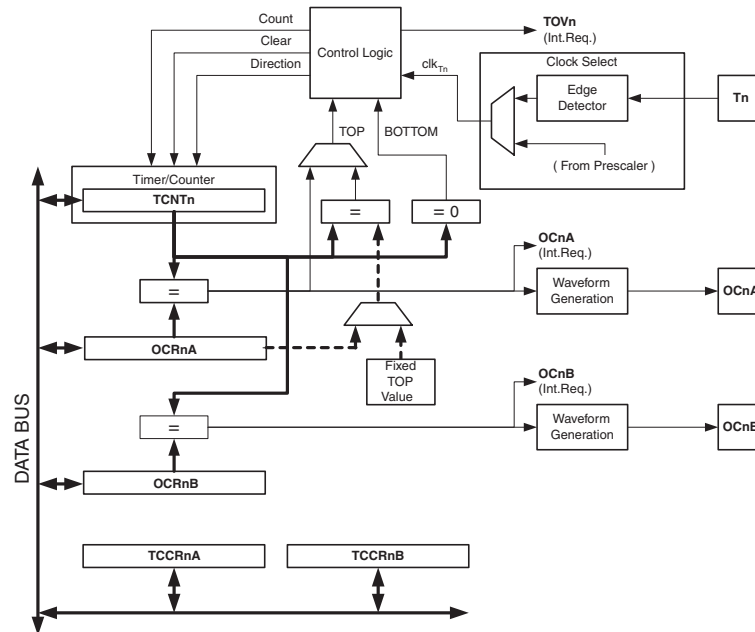 Count
Clear
Direction
Control Logic
TOVn
(Int.Req.)
clkTn
Clock Select
Edge
Detector
Tn
( From Prescaler )
TOP
BOTTOM
Timer/Counter
TCNTn
=
= 0
OCnA
(Int.Req.)
=
Waveform
Generation
OCnA
OCRnA
Fixed
TOP
Value
OCnB
(Int.Req.)
=
Waveform
Generation
OCnB
OCRnB
DATA BUS
TCCRnA
TCCRnB